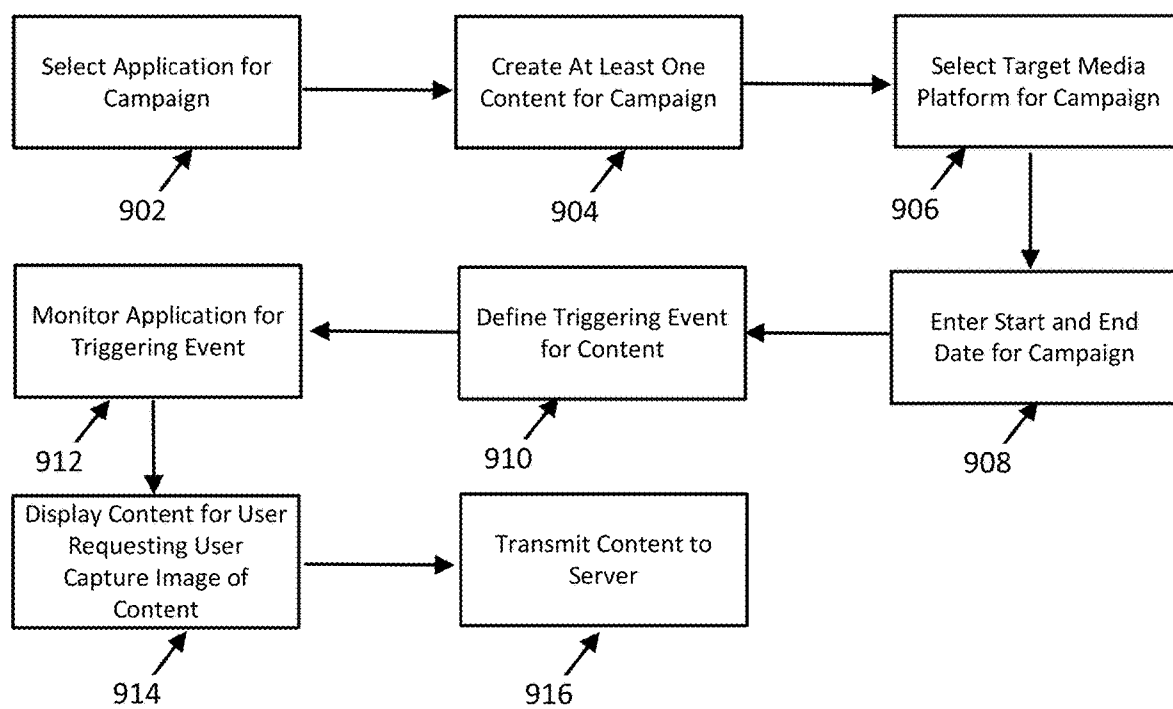 Select Application for
Campaign
902
Create At Least One
Content for Campaign
904
Select Target Media
Platform for Campaign
906
Enter Start and End
Date for Campaign
908
Define Triggering Event
for Content
910
Monitor Application for
Triggering Event
912
Display Content for User
Requesting User
Capture Image of
Content
914
Transmit Content to
Server
916